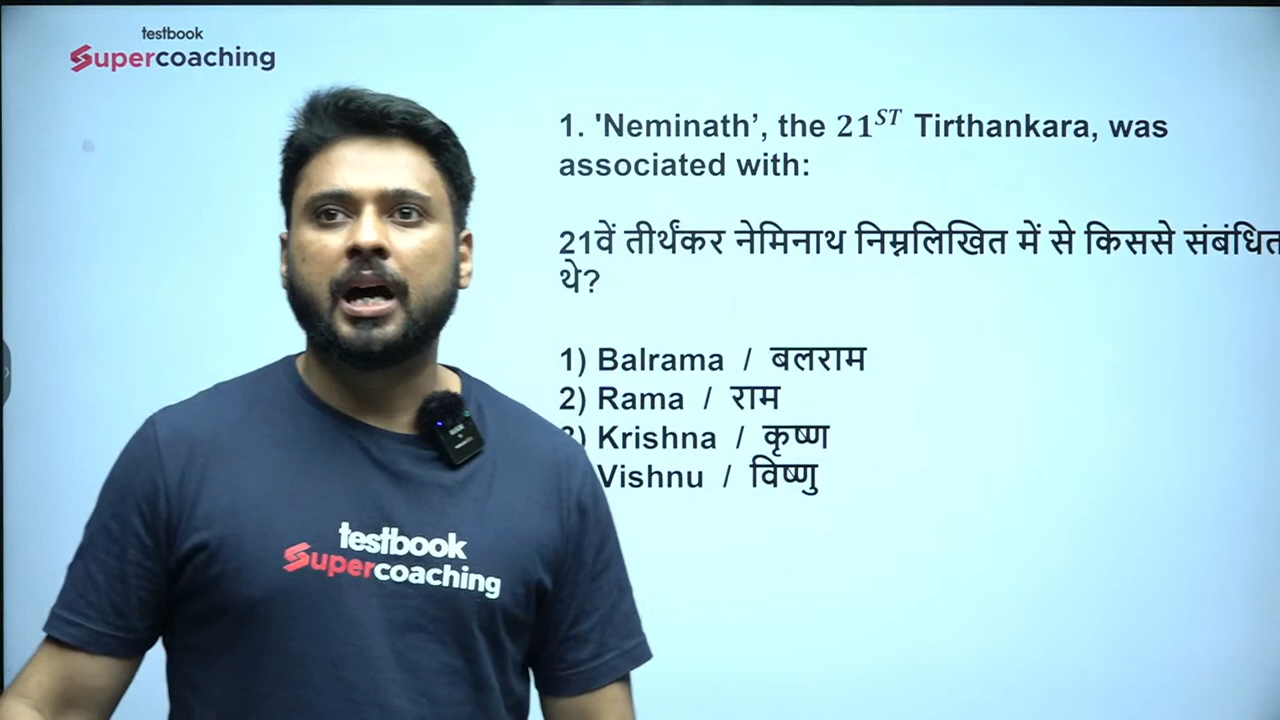 testbook
Supercoaching
1. 'Neminath’, the 21ST Tirthankara, was
associated with:
21वें तीर्थंकर नेमिनाथ निम्नलिखित में से किससे संबंधित
थे?
1) Balrama / बलराम
2) Rama / राम
3) Krishna / कृष्ण
Vishnu / विष्णु
testbook
Supercoaching